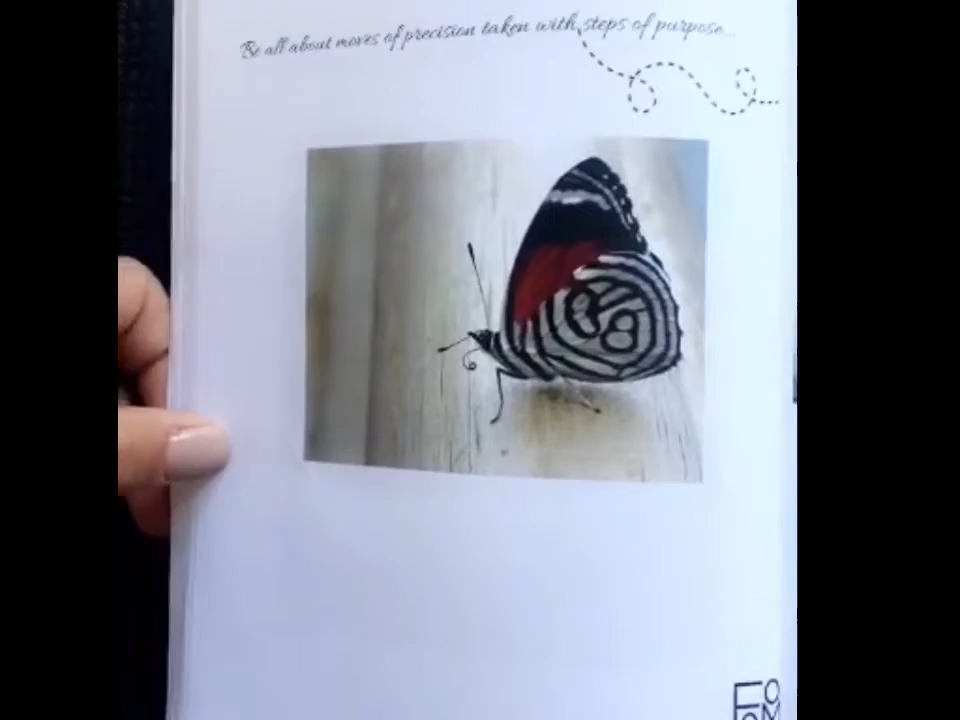 Be all about moves of precision taken with steps of purpose...